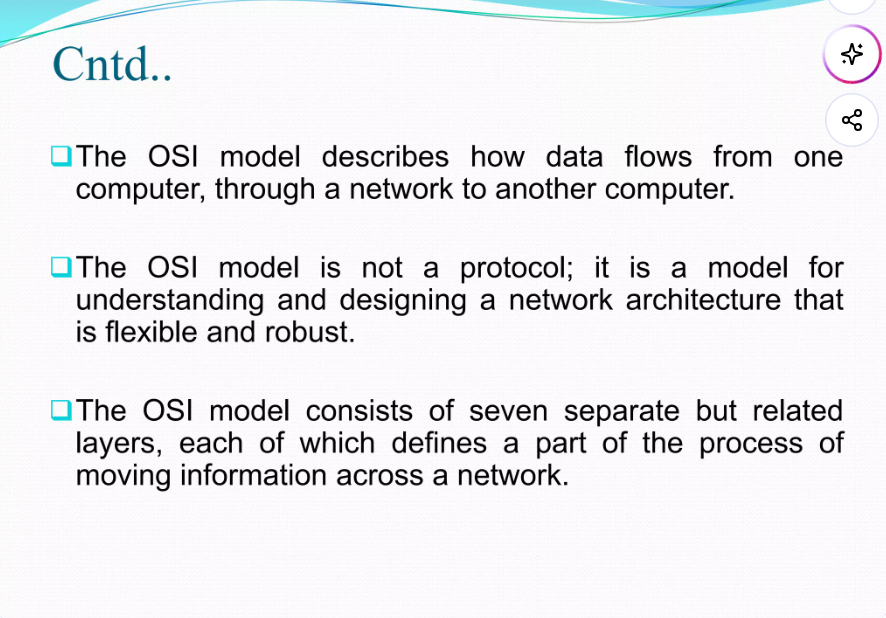 Cntd..
The OSI model describes how data flows from one
computer, through a network to another computer.
The OSI model is not a protocol; it is a model for
understanding and designing a network architecture that
is flexible and robust.
The OSI model consists of seven separate but related
layers, each of which defines a part of the process of
moving information across a network.